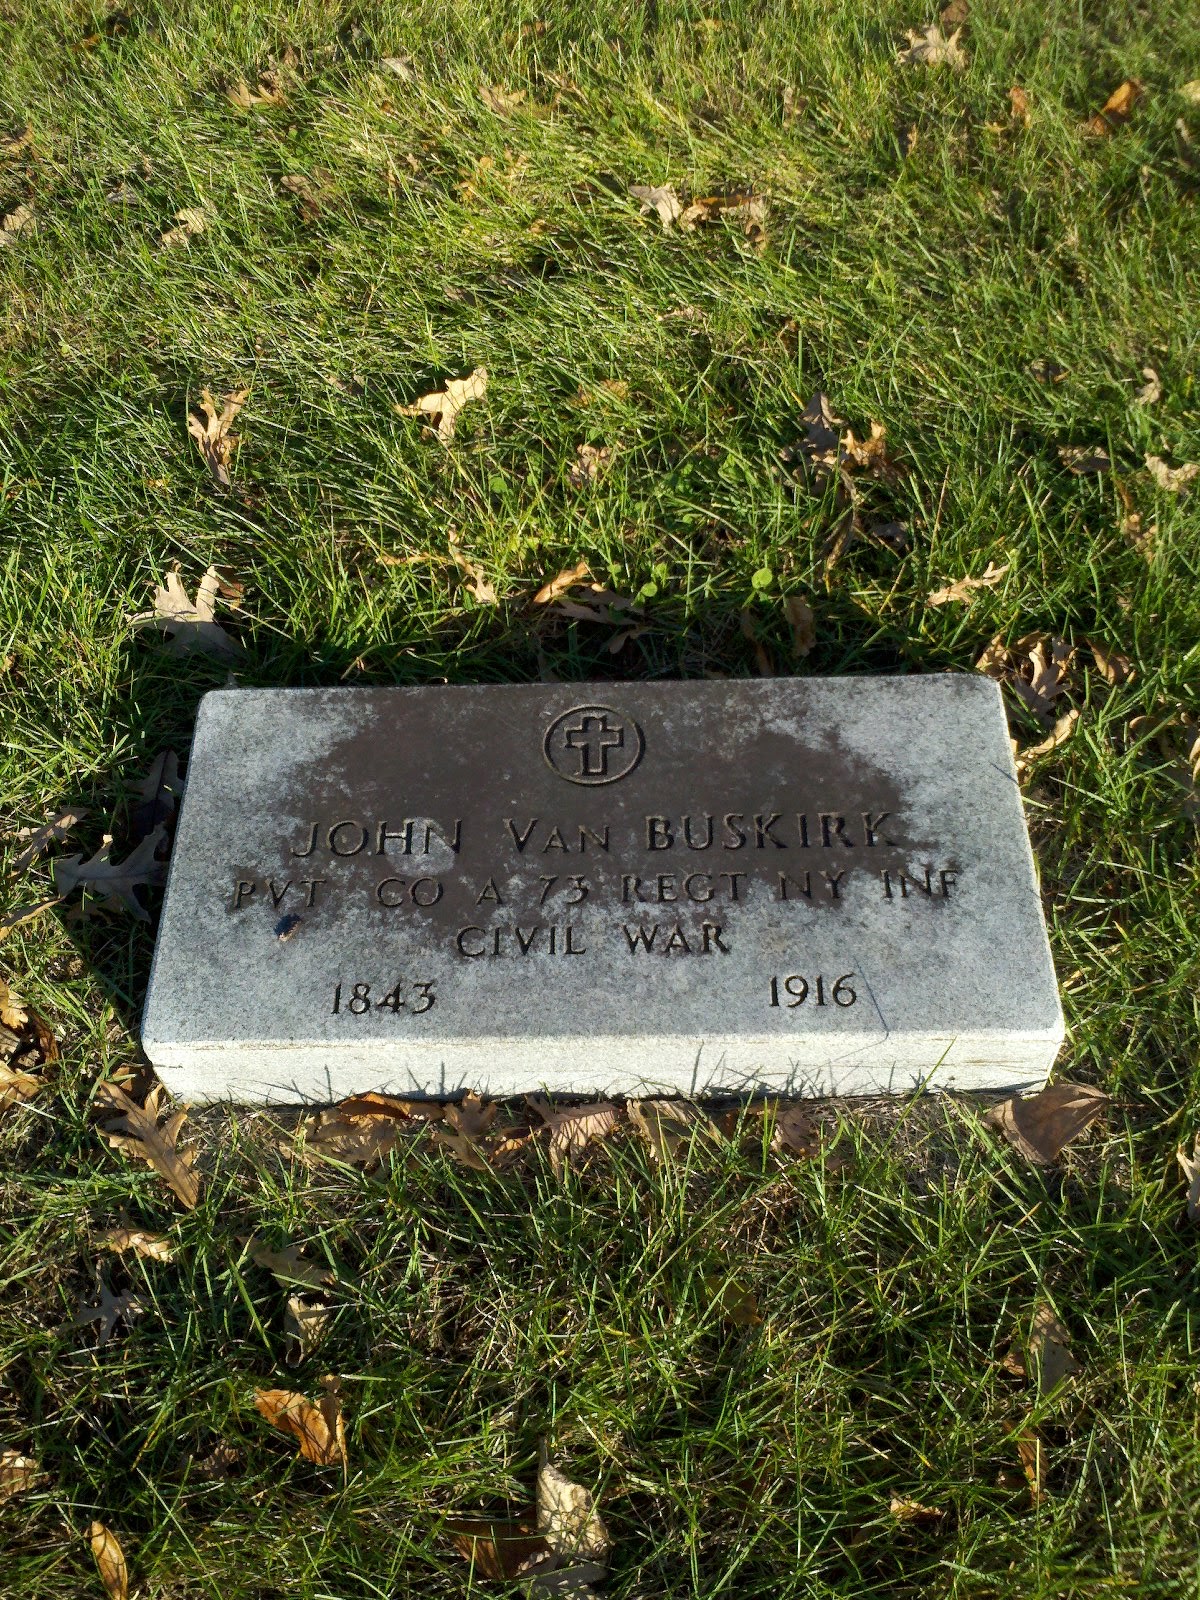 JOHN VAN BUSKIRK
PVT CO A 73 REGT NY INF
CIVIL WAR
1843 1916